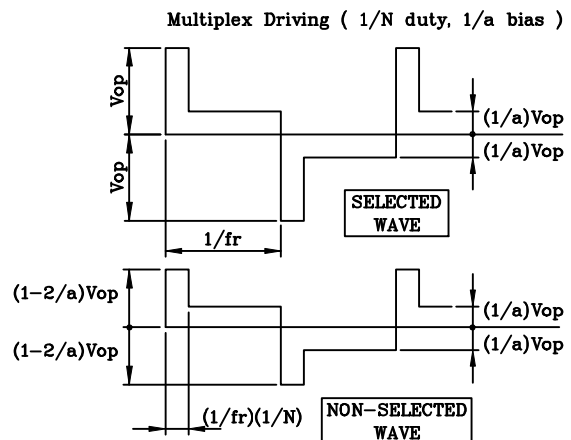 Multiplex Driving ( 1/N duty, 1/a bias )
Vop
(1/a)Vop
(1/a)Vop
Vop
SELECTED
WAVE
1/fr
(1-2/a)Vop
(1/a)Vop
(1-2/a)Vop
(1/a)Vop
(1/fr)(1/N)
NON-SELECTED
WAVE